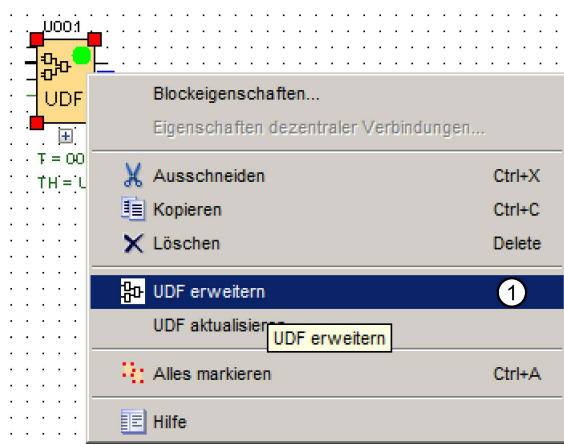 U001
UDF
T = 00
TH = U
Blockeigenschaften...
Eigenschaften dezentraler Verbindungen...
Ausschneiden Ctrl+X
Kopieren Ctrl+C
Löschen Delete
UDF erweitern 1
UDF aktualisieren
UDF erweitern
Alles markieren Ctrl+A
Hilfe